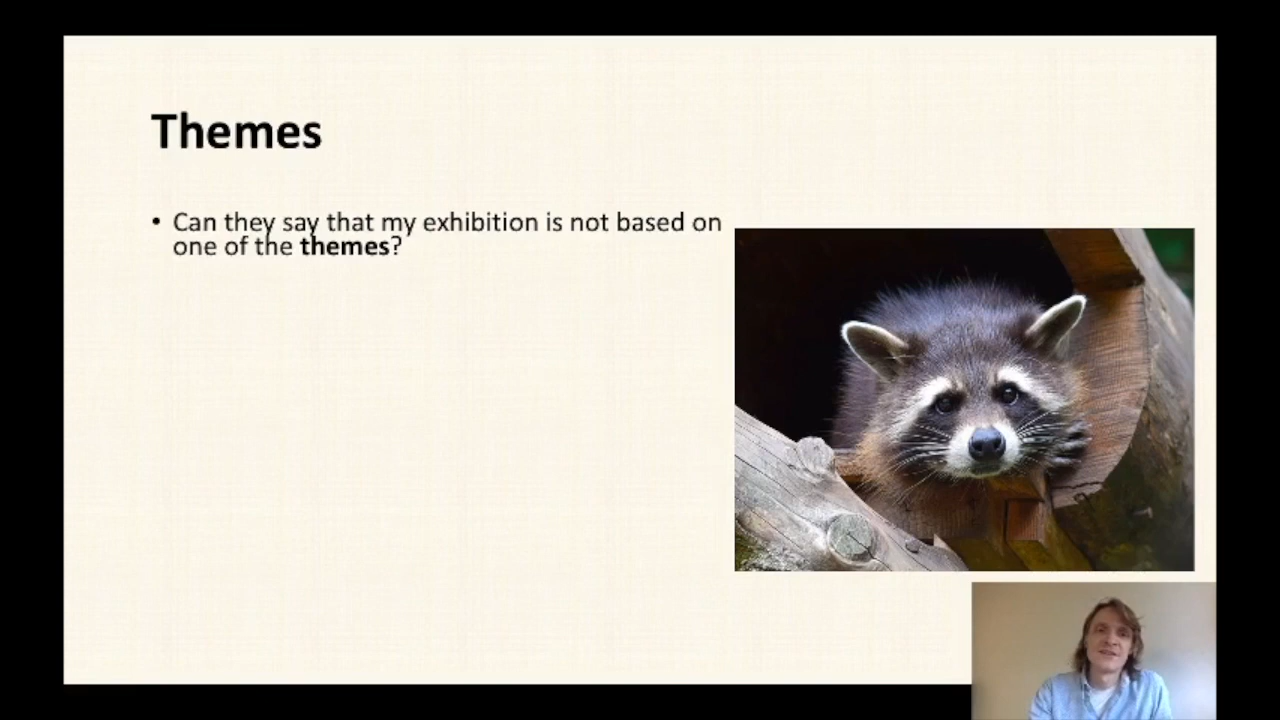 Themes
• Can they say that my exhibition is not based on
one of the themes?